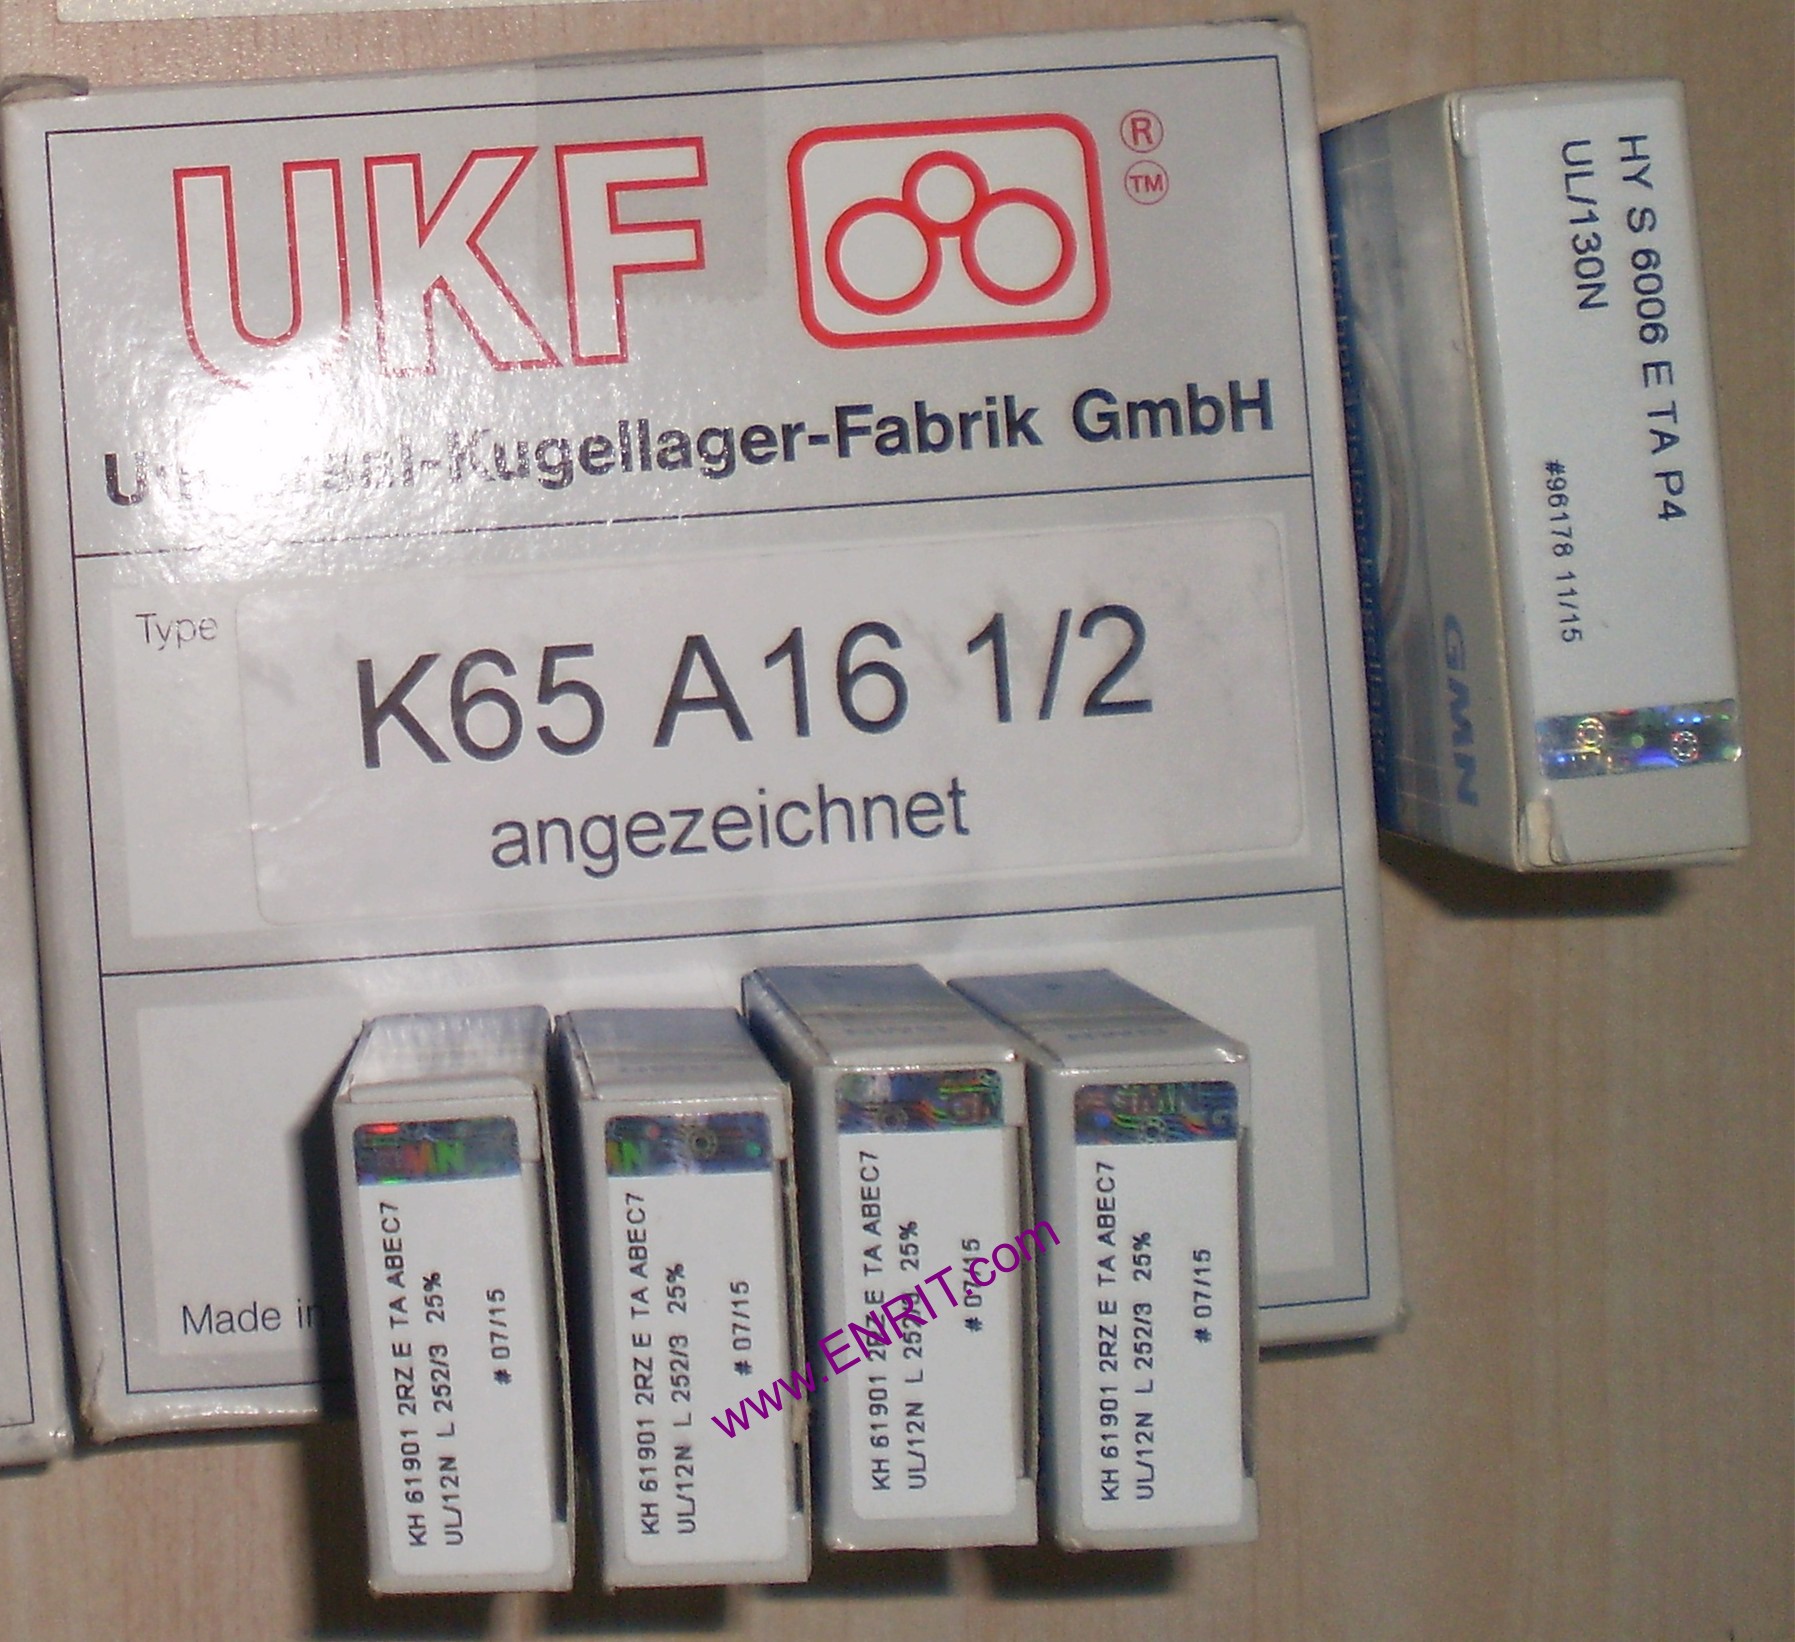 UKF
®
TM
Kugellager-Fabrik GmbH
Type
K65 A16 1/2
angezeichnet
Made in
HY S 6006 E TA P4
UL/130N
#96178 11/15
GMN
KH 61901 2RZ E TA ABEC7
UL/12N L 252/3 25%
# 07/15
KH 61901 2RZ E TA ABEC7
UL/12N L 252/3 25%
# 07/15
KH 61901 2RZ E TA ABEC7
UL/12N L 252/3 25%
# 07/15
KH 61901 2RZ E TA ABEC7
UL/12N L 252/3 25%
# 07/15
www.ENRIT.com